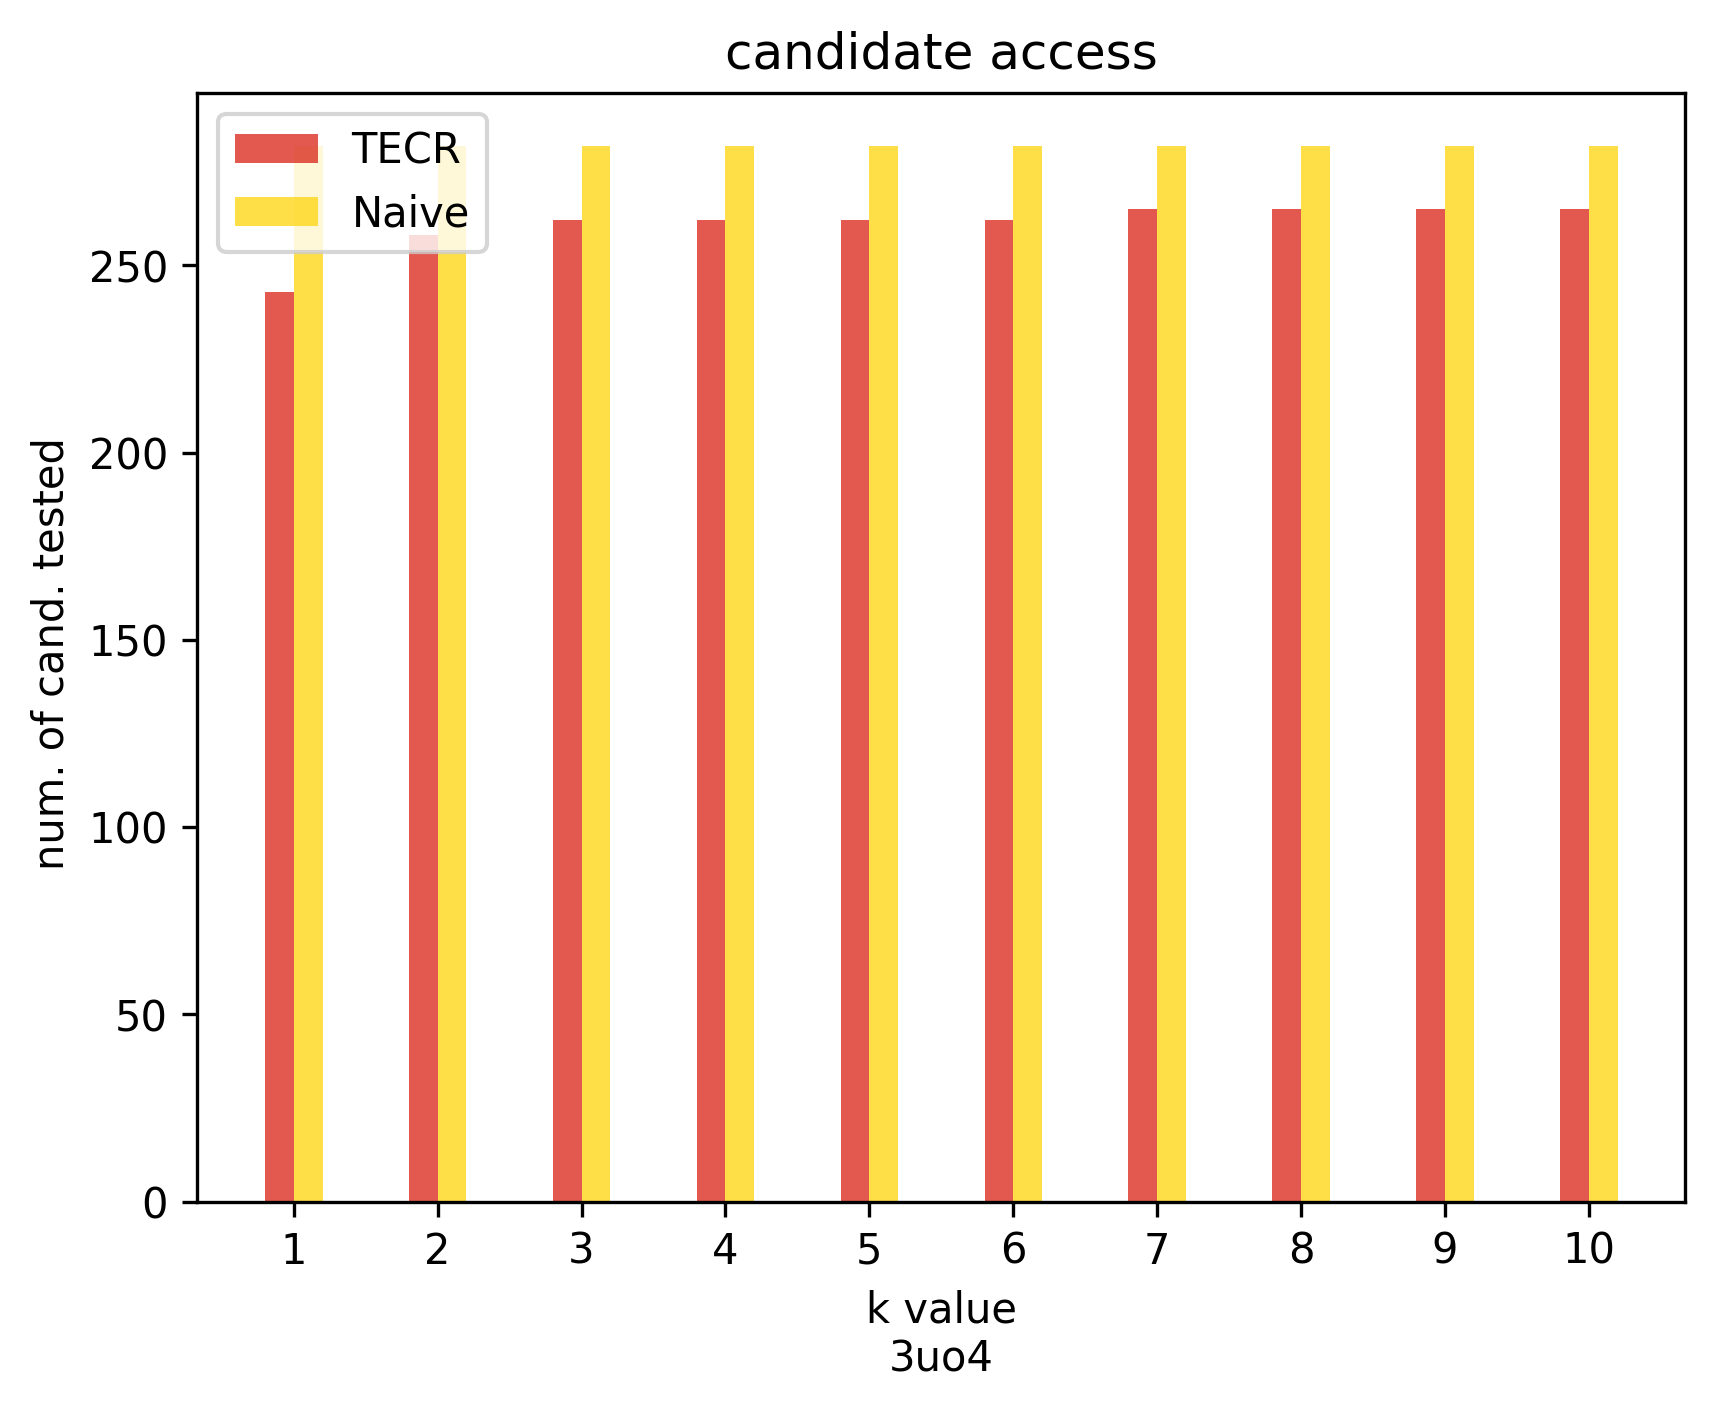 candidate access
TECR
Naive
num. of cand. tested
250
200
150
100
50
0
1 2 3 4 5 6 7 8 9 10
k value
3uo4